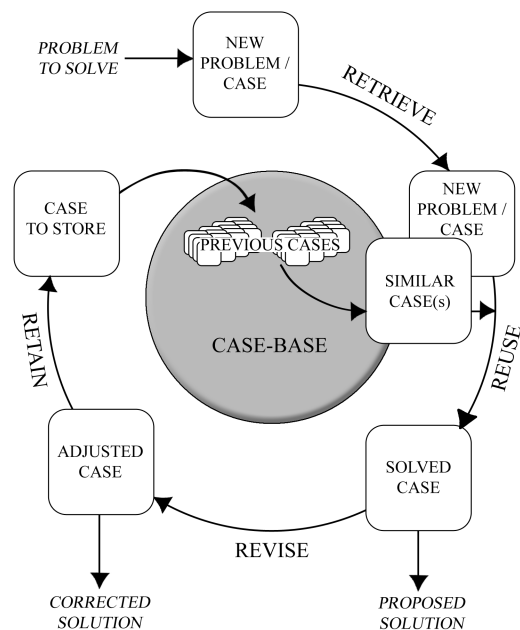 PROBLEM
TO SOLVE
NEW
PROBLEM /
CASE
RETRIEVE
NEW
PROBLEM /
CASE
CASE
TO STORE
PREVIOUS CASES
SIMILAR
CASE(s)
CASE-BASE
REUSE
RETAIN
ADJUSTED
CASE
SOLVED
CASE
REVISE
CORRECTED
SOLUTION
PROPOSED
SOLUTION